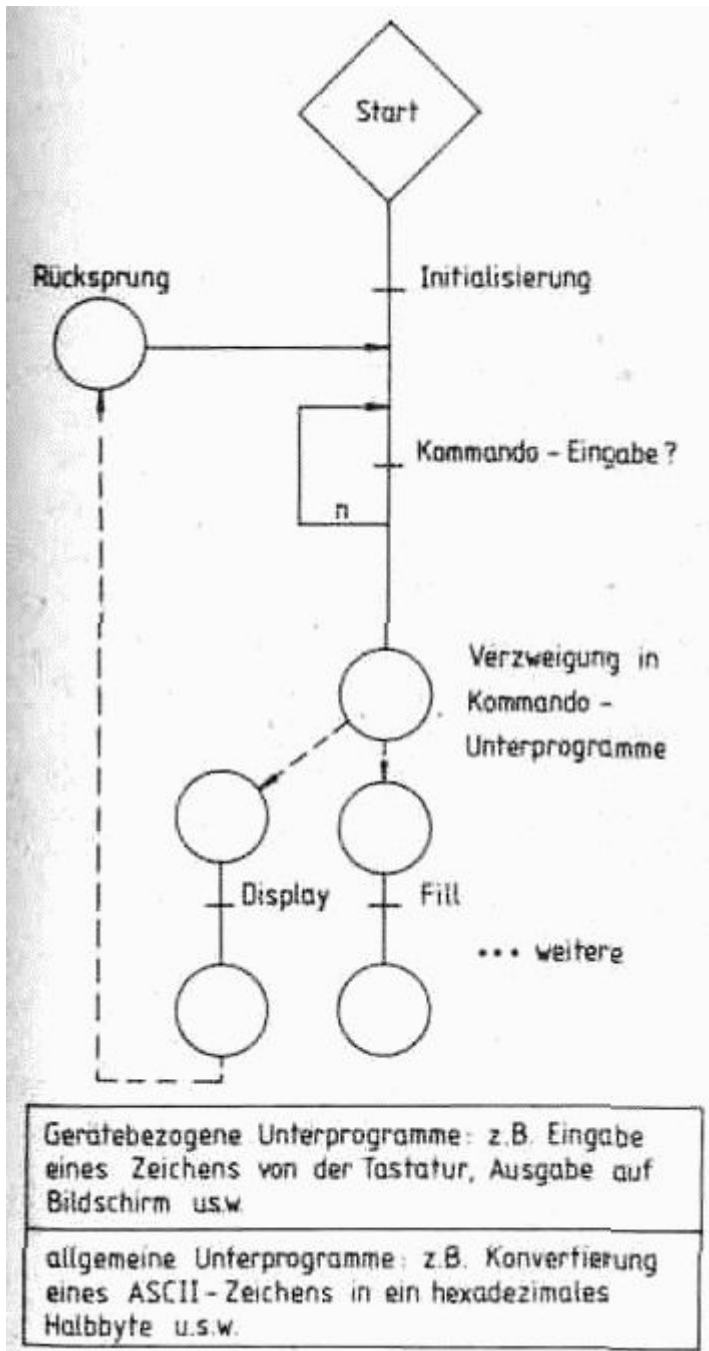 Start
Rücksprung
Initialisierung
Kommando - Eingabe?
n
Verzweigung in
Kommando -
Unterprogramme
Display
Fill
••• weitere
Gerätebezogene Unterprogramme: z.B. Eingabe
eines Zeichens von der Tastatur, Ausgabe auf
Bildschirm usw.
allgemeine Unterprogramme: z.B. Konvertierung
eines ASCII-Zeichens in ein hexadezimales
Halbbyte u.s.w.